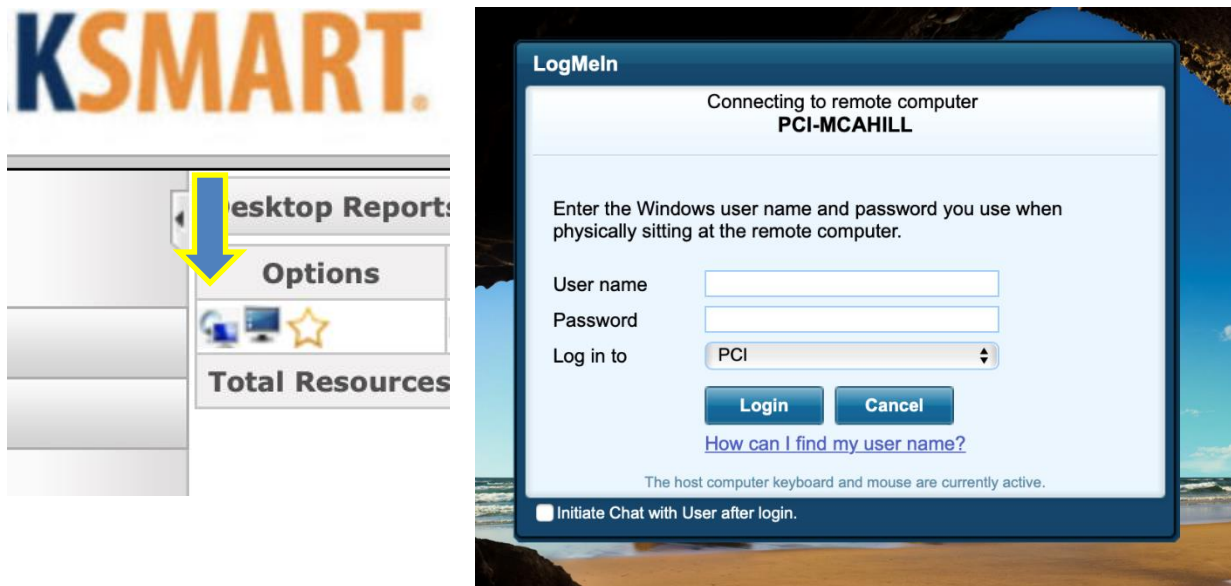 KSMART.
Desktop Reports
Options
Total Resources
LogMeIn
Connecting to remote computer
PCI-MCAHILL
Enter the Windows user name and password you use when
physically sitting at the remote computer.
User name
Password
Log in to PCI
Login Cancel
How can I find my user name?
The host computer keyboard and mouse are currently active.
Initiate Chat with User after login.